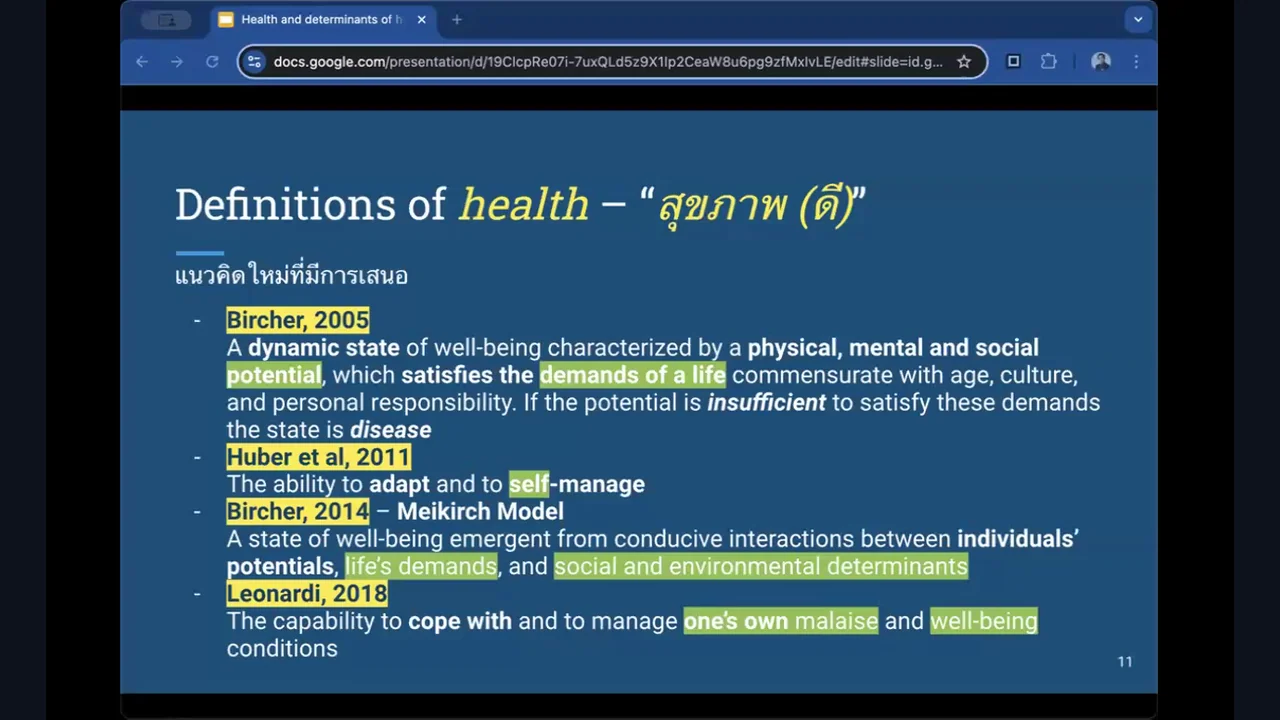 Health and determinants of h
docs.google.com/presentation/d/19ClcpRe07i-7uxQLd5z9X1lp2CeaW8u6pg9zfMxlvLE/edit#slide=id.g...
Definitions of health – “สุขภาพ (ดี)”
แนวคิดใหม่ที่มีการเสนอ
- Bircher, 2005
A dynamic state of well-being characterized by a physical, mental and social
potential, which satisfies the demands of a life commensurate with age, culture,
and personal responsibility. If the potential is insufficient to satisfy these demands
the state is disease
- Huber et al, 2011
The ability to adapt and to self-manage
- Bircher, 2014 – Meikirch Model
A state of well-being emergent from conducive interactions between individuals’
potentials, life’s demands, and social and environmental determinants
- Leonardi, 2018
The capability to cope with and to manage one’s own malaise and well-being
conditions
11